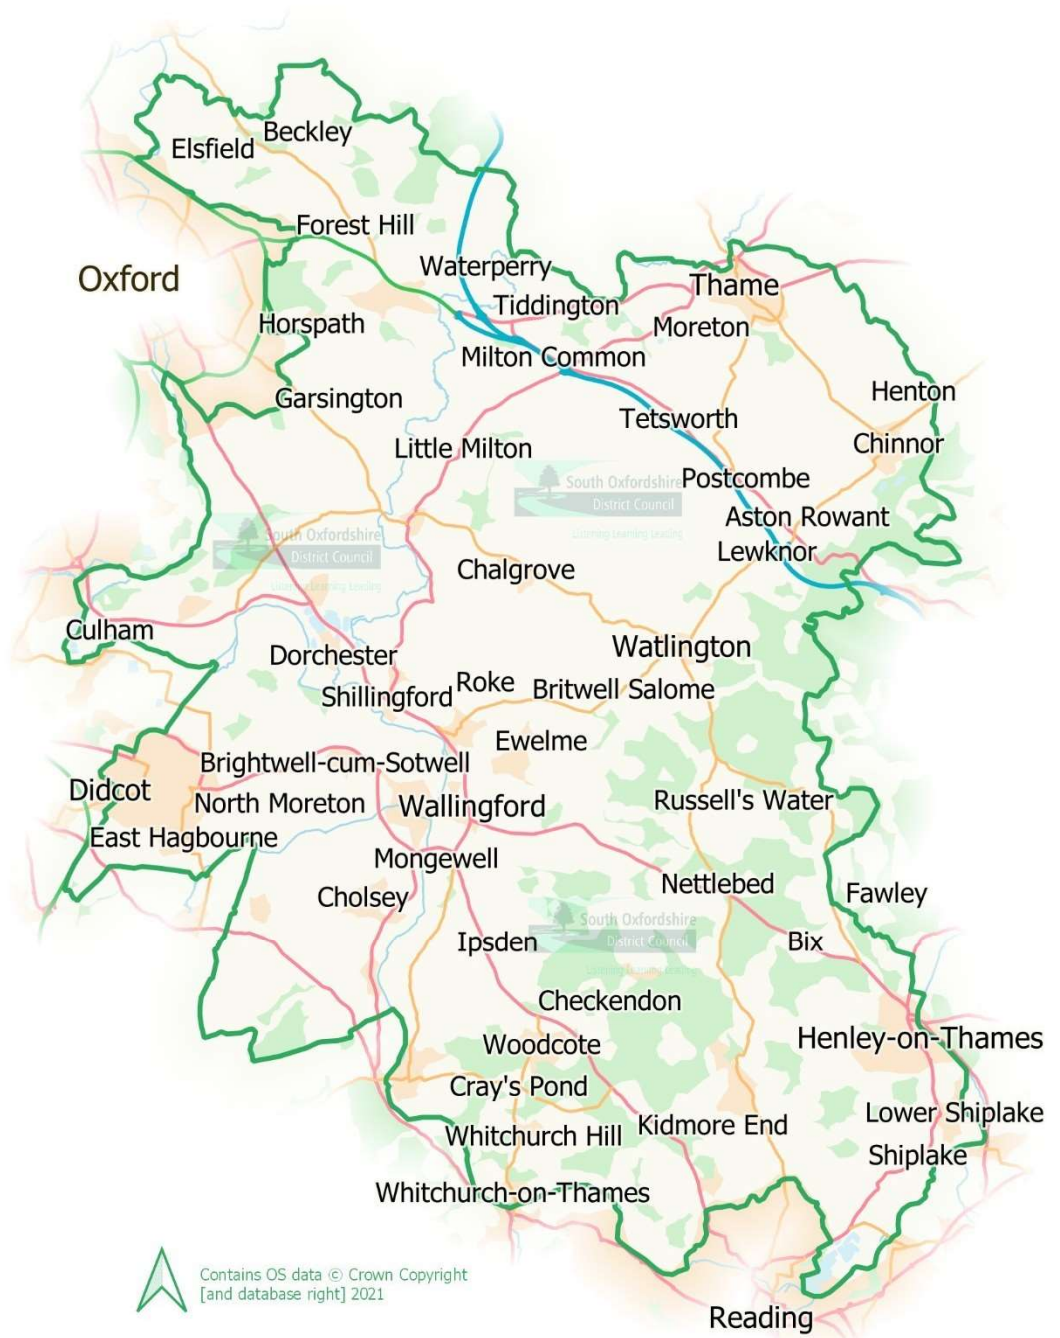 Beckley
Elsfield
Forest Hill
Oxford
Waterperry
Thame
Tiddington
Horspath
Moreton
Milton Common
Henton
Garsington
Tetsworth
Chinnor
Little Milton
Postcombe
South Oxfordshire
District Council
Aston Rowant
South Oxfordshire
District Council
Lewknor
Chalgrove
Culham
Watlington
Dorchester
Roke
Britwell Salome
Shillingford
Ewelme
Brightwell-cum-Sotwell
Didcot
North Moreton
Wallingford
Russell's Water
East Hagbourne
Mongewell
Nettlebed
Fawley
Cholsey
South Oxfordshire
District Council
Ipsden
Bix
Checkendon
Henley-on-Thames
Woodcote
Cray's Pond
Lower Shiplake
Kidmore End
Whitchurch Hill
Shiplake
Whitchurch-on-Thames
Contains OS data © Crown Copyright
[and database right] 2021
Reading